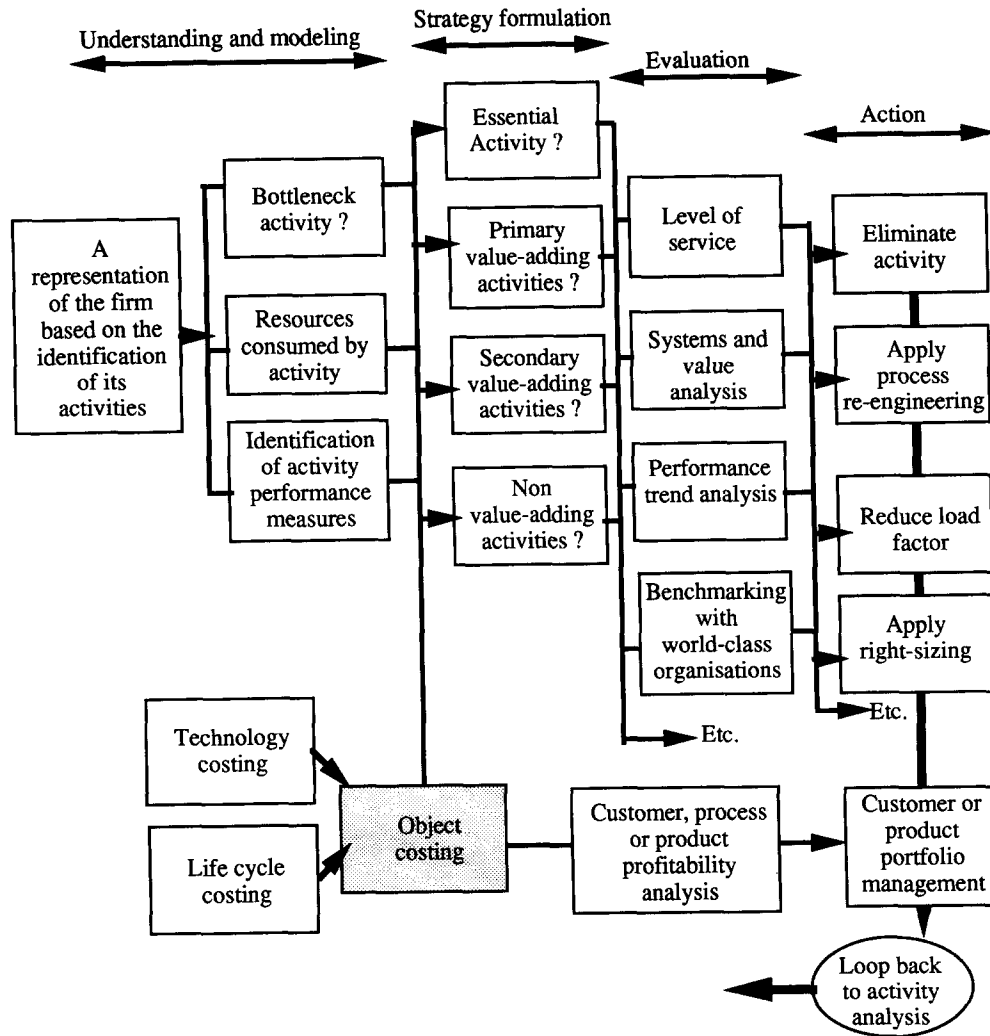 Understanding and modeling
Strategy formulation
Evaluation
Action
A
representation
of the firm
based on the
identification
of its
activities
Bottleneck
activity ?
Resources
consumed by
activity
Identification
of activity
performance
measures
Essential
Activity ?
Primary
value-adding
activities ?
Secondary
value-adding
activities ?
Non
value-adding
activities ?
Level of
service
Systems and
value
analysis
Performance
trend analysis
Benchmarking
with
world-class
organisations
Etc.
Eliminate
activity
Apply
process
re-engineering
Reduce load
factor
Apply
right-sizing
Etc.
Technology
costing
Life cycle
costing
Object
costing
Customer, process
or product
profitability
analysis
Customer or
product
portfolio
management
Loop back
to activity
analysis